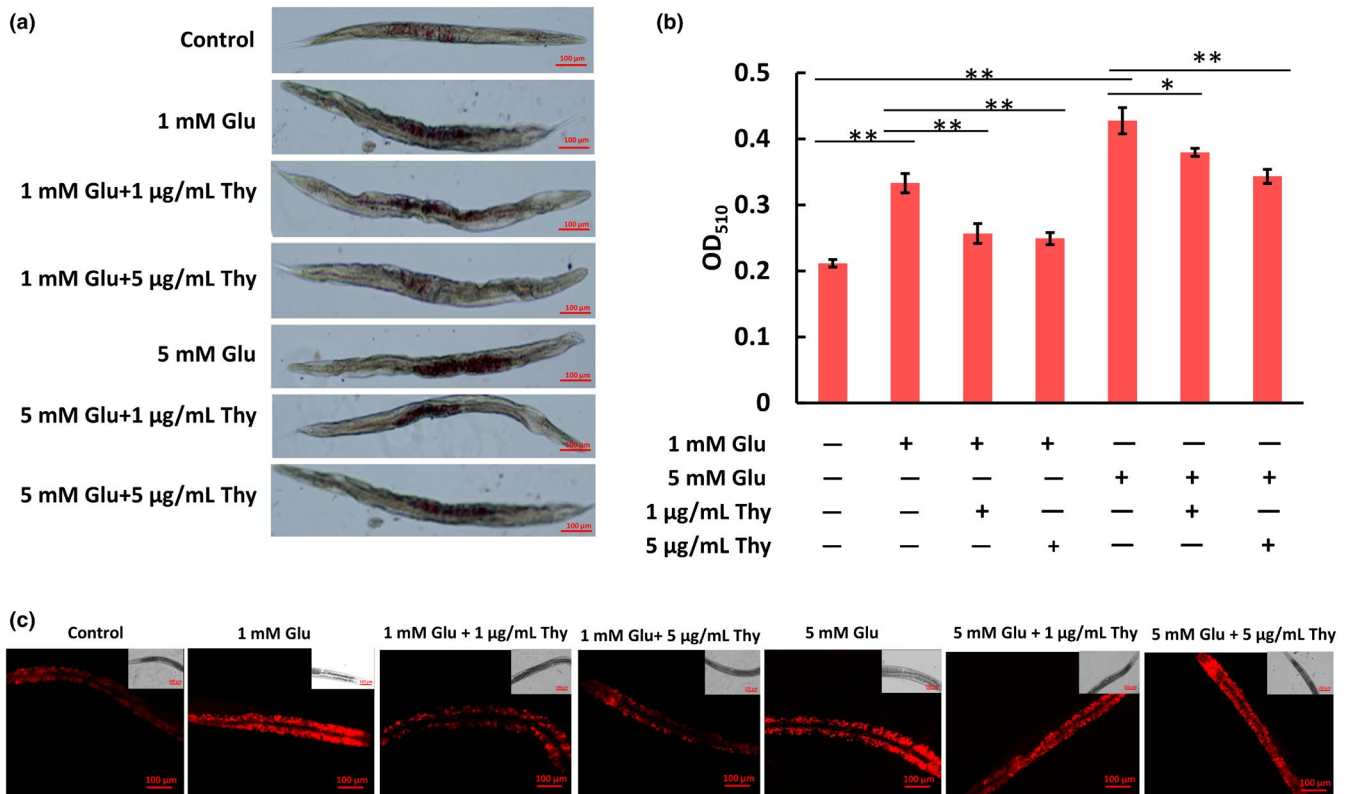 (a)
Control
100 µm
1 mM Glu
100 µm
1 mM Glu+1 µg/mL Thy
100 µm
1 mM Glu+5 µg/mL Thy
100 µm
5 mM Glu
100 µm
5 mM Glu+1 µg/mL Thy
100 µm
5 mM Glu+5 µg/mL Thy
100 µm
(b)
** **
** *
** **
0.5
0.4
0.3
0.2
0.1
0
OD510
1 mM Glu — + + + — — —
5 mM Glu — — — — + + +
1 µg/mL Thy — — + — — + —
5 µg/mL Thy — — — + — — +
(c)
Control
1 mM Glu
1 mM Glu + 1 µg/mL Thy
1 mM Glu+ 5 µg/mL Thy
5 mM Glu
5 mM Glu + 1 µg/mL Thy
5 mM Glu + 5 µg/mL Thy
100 µm
100 µm
100 µm
100 µm
100 µm
100 µm
100 µm